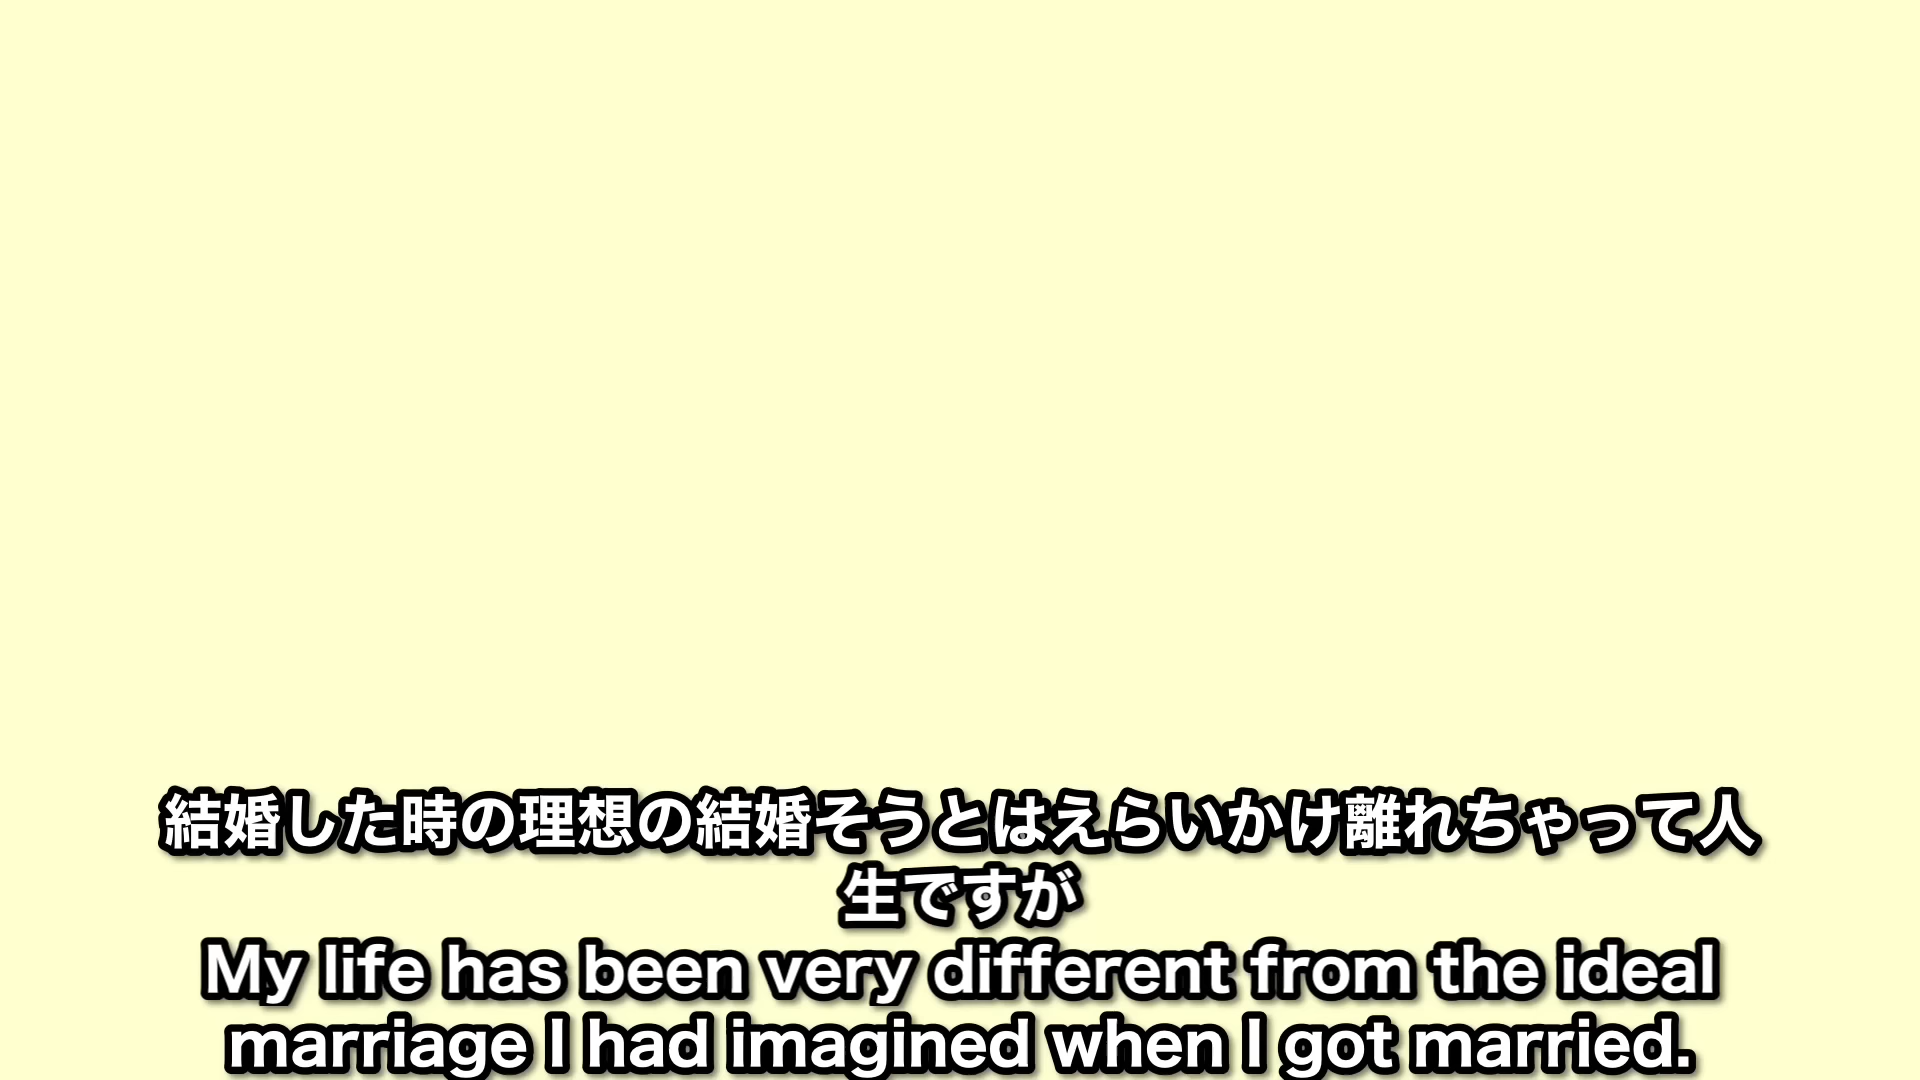 結婚した時の理想の結婚そうとはえらいかけ離れちゃって人
生ですが
My life has been very different from the ideal
marriage I had imagined when I got married.